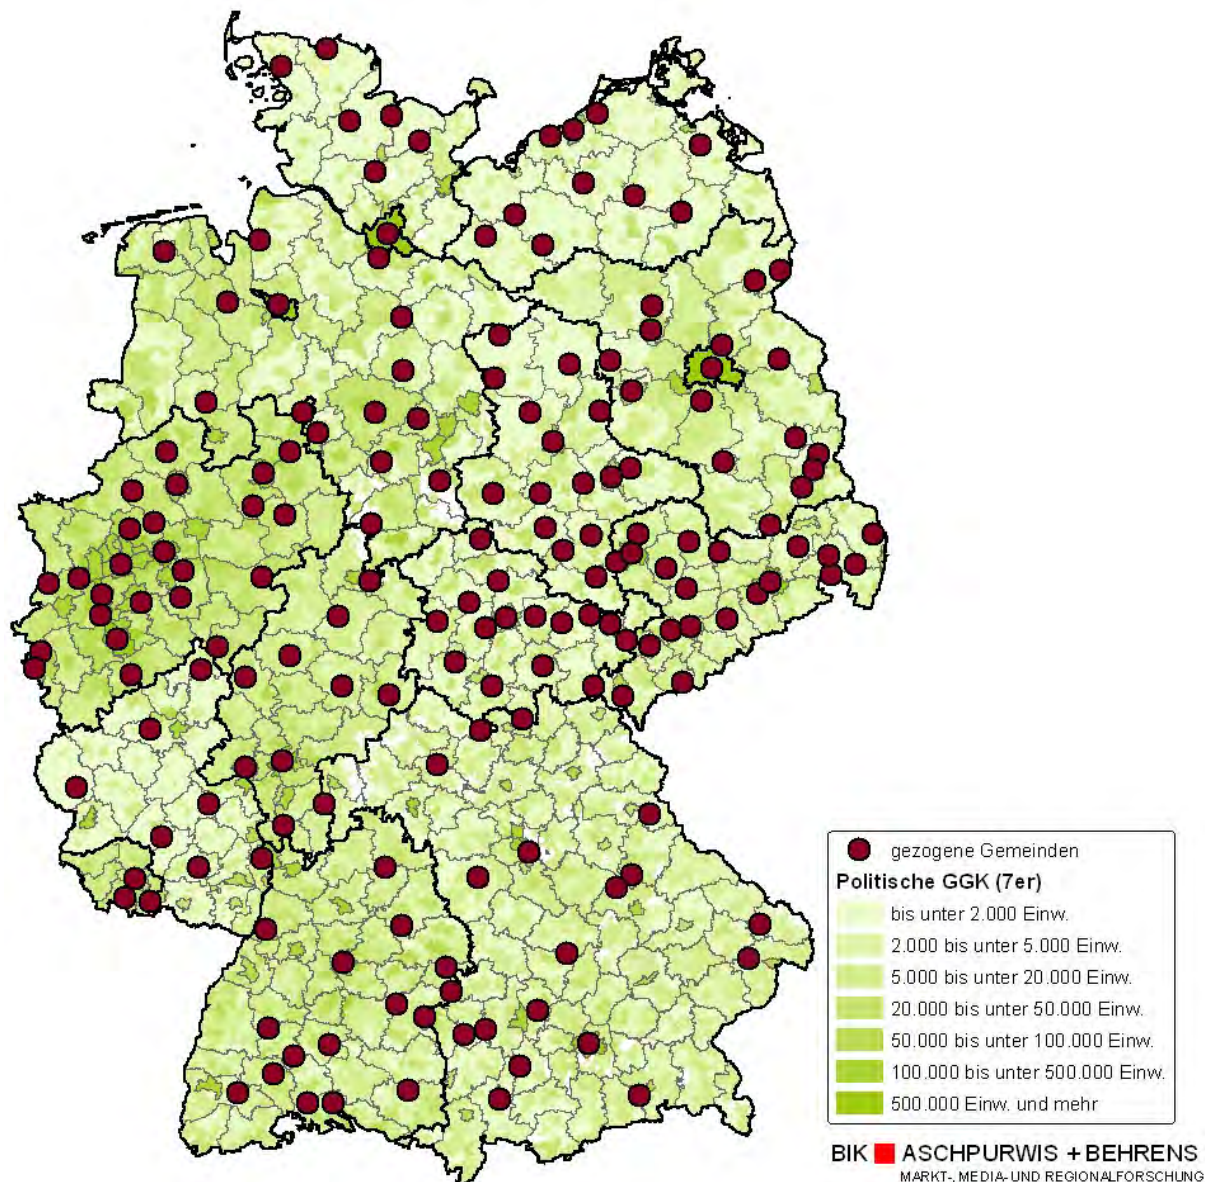 gezogene Gemeinden
Politische GGK (7er)
bis unter 2.000 Einw.
2.000 bis unter 5.000 Einw.
5.000 bis unter 20.000 Einw.
20.000 bis unter 50.000 Einw.
50.000 bis unter 100.000 Einw.
100.000 bis unter 500.000 Einw.
500.000 Einw. und mehr
BIK ASCHPURWIS + BEHRENS
MARKT-, MEDIA- UND REGIONALFORSCHUNG